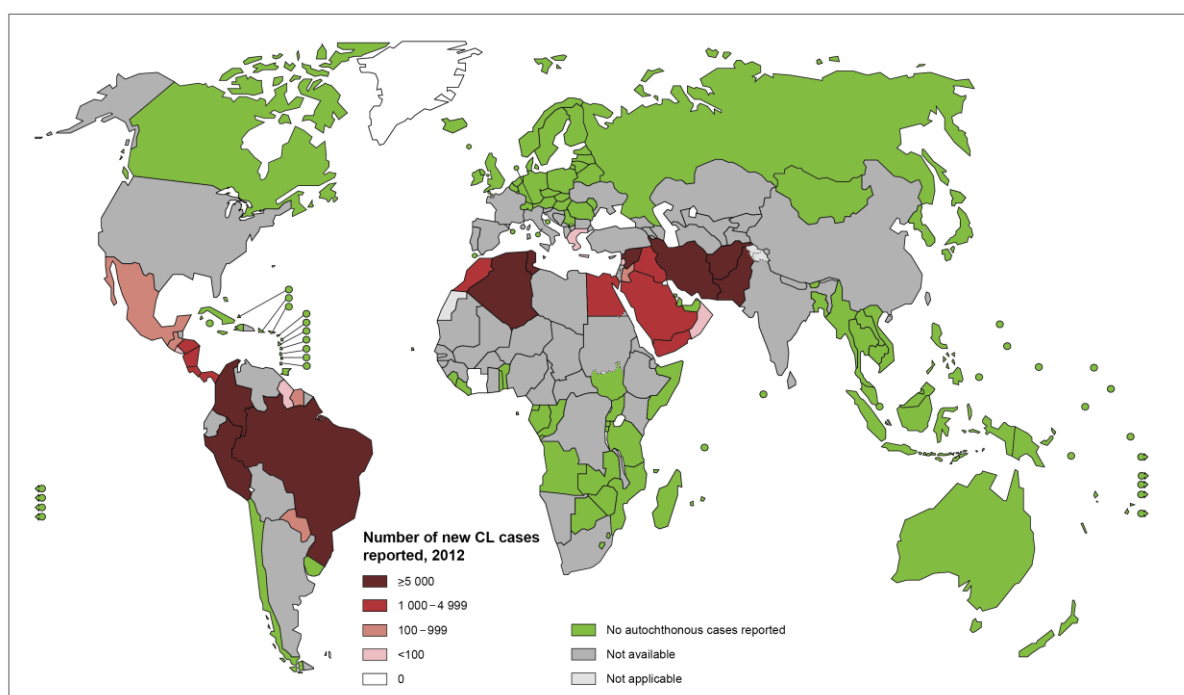 Number of new CL cases
reported, 2012
≥5 000
1 000 – 4 999
100 – 999
<100
0
No autochthonous cases reported
Not available
Not applicable